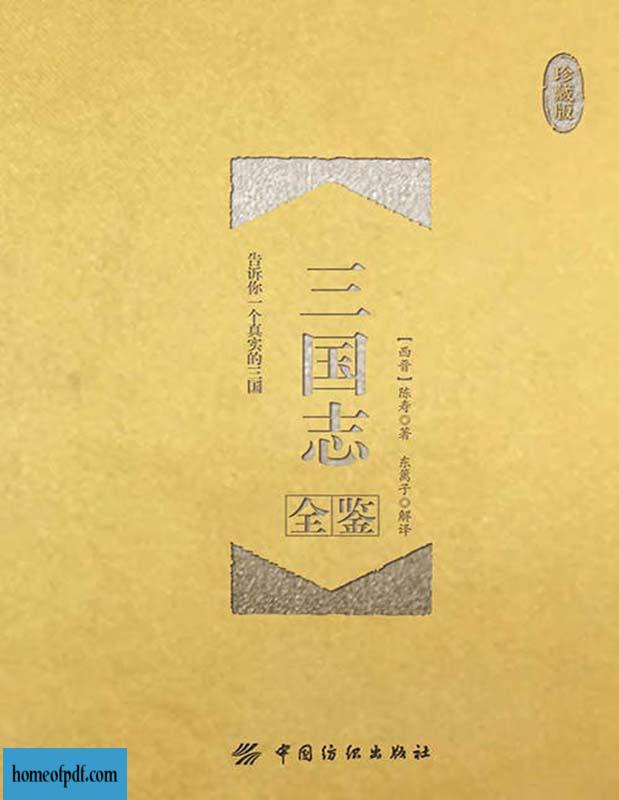 珍藏版
三国志
全鉴
告诉你一个真实的三国
【西晋】陈寿◎著 东篱子◎解译
中国纺织出版社
homeofpdf.com